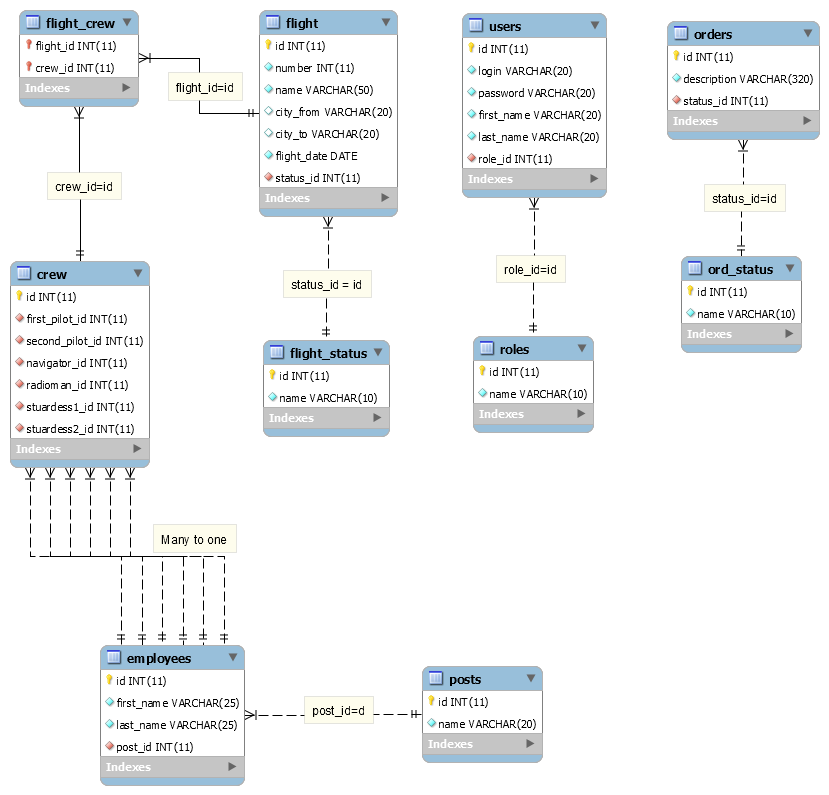 flight_crew
flight_id INT(11)
crew_id INT(11)
Indexes
flight_id=id
flight
id INT(11)
number INT(11)
name VARCHAR(50)
city_from VARCHAR(20)
city_to VARCHAR(20)
flight_date DATE
status_id INT(11)
Indexes
users
id INT(11)
login VARCHAR(20)
password VARCHAR(20)
first_name VARCHAR(20)
last_name VARCHAR(20)
role_id INT(11)
Indexes
orders
id INT(11)
description VARCHAR(320)
status_id INT(11)
Indexes
crew_id=id
status_id = id
role_id=id
status_id=id
crew
id INT(11)
first_pilot_id INT(11)
second_pilot_id INT(11)
navigator_id INT(11)
radioman_id INT(11)
stuardess1_id INT(11)
stuardess2_id INT(11)
Indexes
flight_status
id INT(11)
name VARCHAR(10)
Indexes
roles
id INT(11)
name VARCHAR(10)
Indexes
ord_status
id INT(11)
name VARCHAR(10)
Indexes
Many to one
employees
id INT(11)
first_name VARCHAR(25)
last_name VARCHAR(25)
post_id INT(11)
Indexes
post_id=d
posts
id INT(11)
name VARCHAR(20)
Indexes